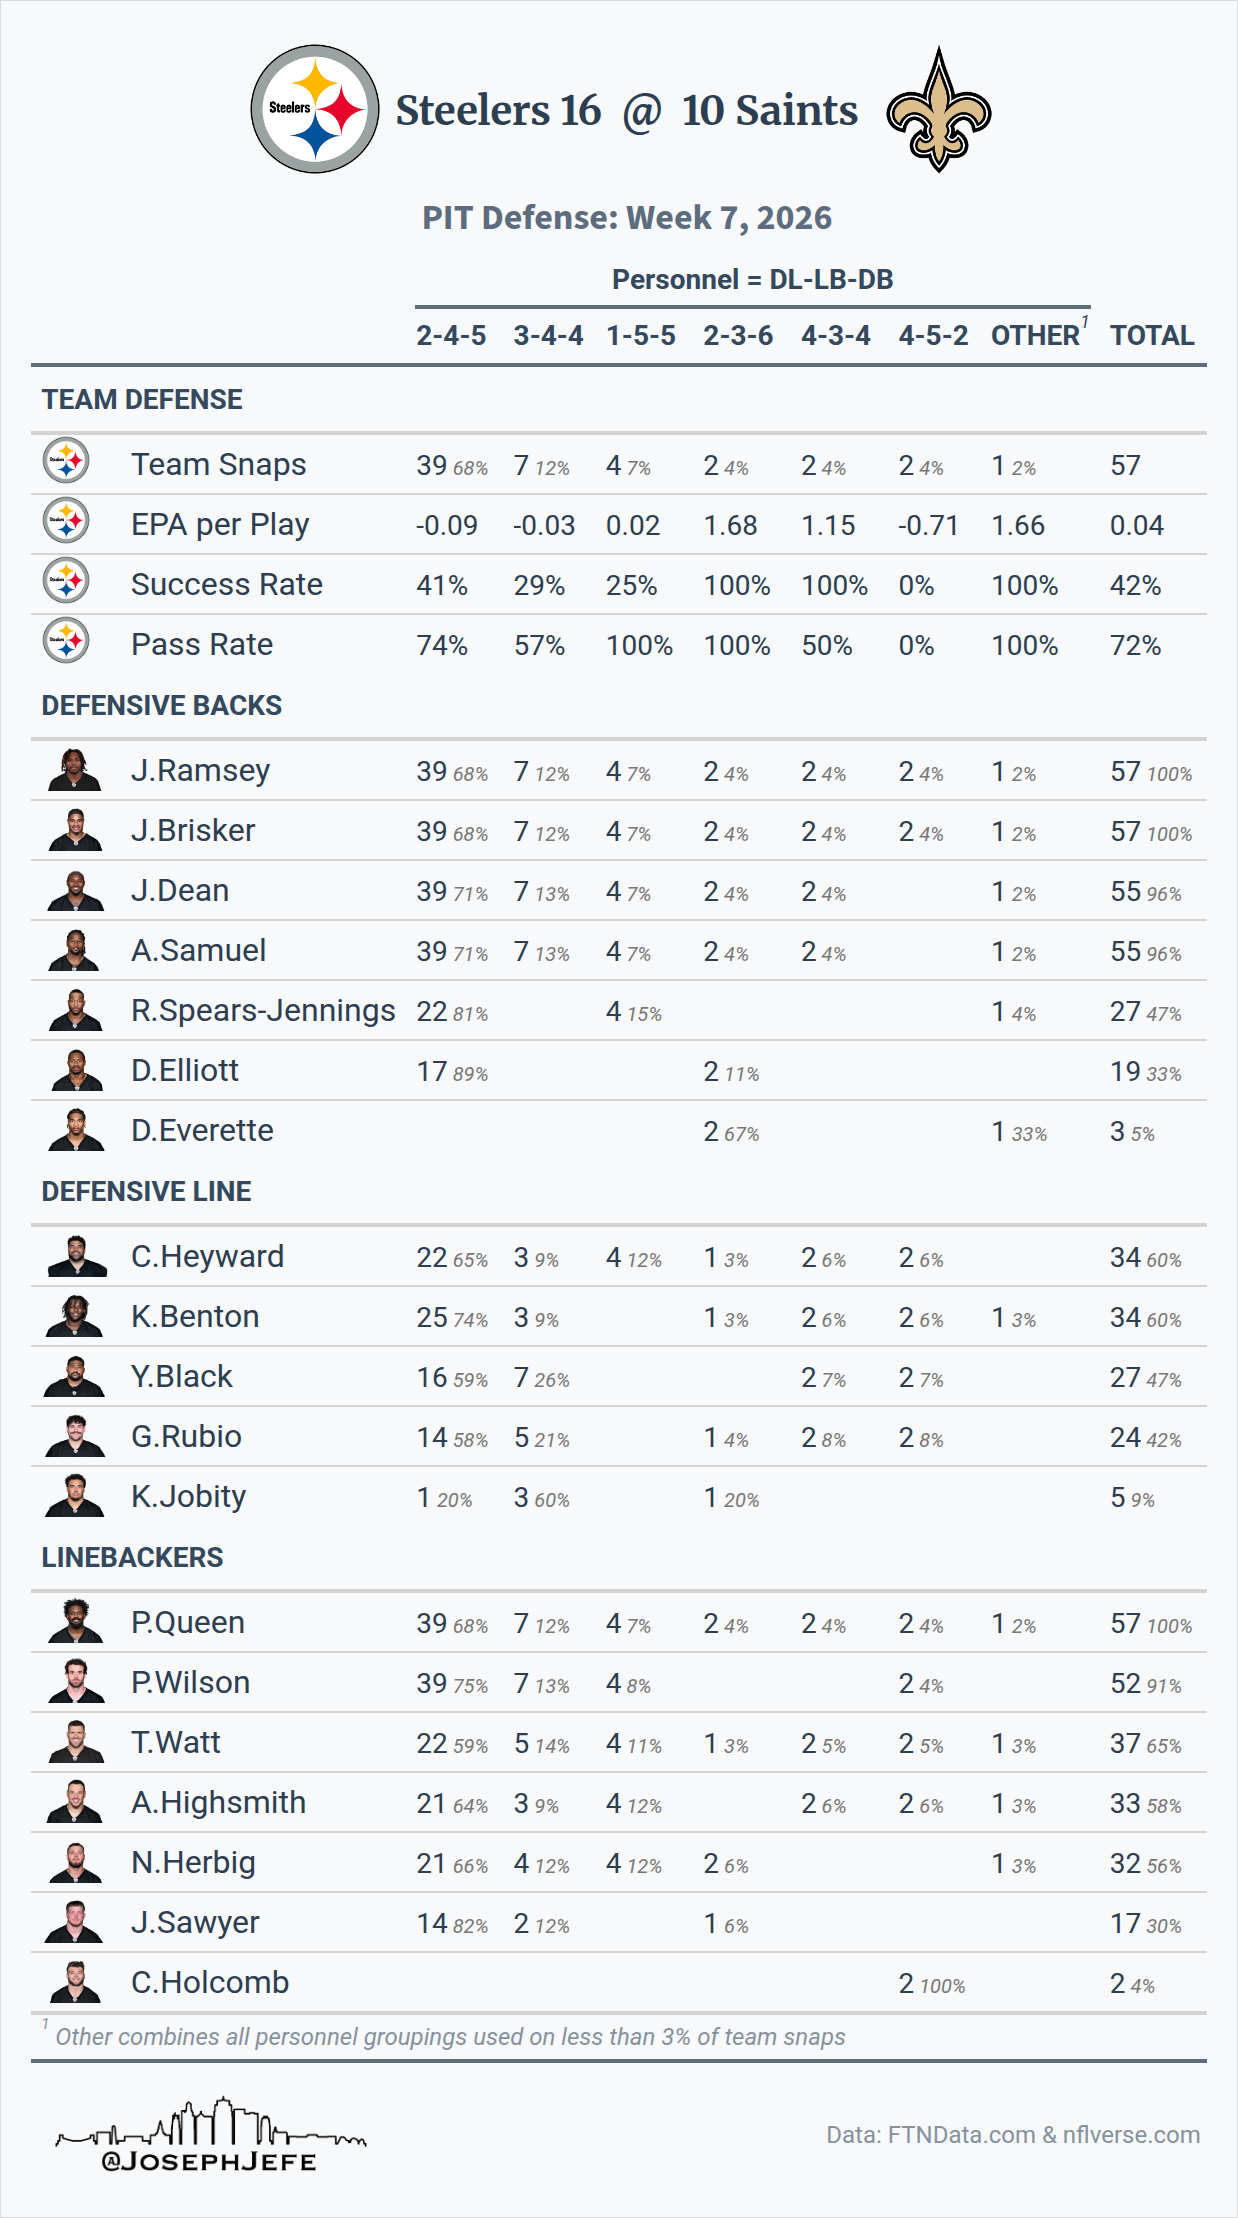 Steelers
Steelers 16 @ 10 Saints
PIT Defense: Week 7, 2026
Personnel = DL-LB-DB
2-4-5 3-4-4 1-5-5 2-3-6 4-3-4 4-5-2 OTHER1 TOTAL
TEAM DEFENSE
Team Snaps 39 68% 7 12% 4 7% 2 4% 2 4% 2 4% 1 2% 57
EPA per Play -0.09 -0.03 0.02 1.68 1.15 -0.71 1.66 0.04
Success Rate 41% 29% 25% 100% 100% 0% 100% 42%
Pass Rate 74% 57% 100% 100% 50% 0% 100% 72%
DEFENSIVE BACKS
J.Ramsey 39 68% 7 12% 4 7% 2 4% 2 4% 2 4% 1 2% 57 100%
J.Brisker 39 68% 7 12% 4 7% 2 4% 2 4% 2 4% 1 2% 57 100%
J.Dean 39 71% 7 13% 4 7% 2 4% 2 4% 1 2% 55 96%
A.Samuel 39 71% 7 13% 4 7% 2 4% 2 4% 1 2% 55 96%
R.Spears-Jennings 22 81% 4 15% 1 4% 27 47%
D.Elliott 17 89% 2 11% 19 33%
D.Everette 2 67% 1 33% 3 5%
DEFENSIVE LINE
C.Heyward 22 65% 3 9% 4 12% 1 3% 2 6% 2 6% 34 60%
K.Benton 25 74% 3 9% 1 3% 2 6% 2 6% 1 3% 34 60%
Y.Black 16 59% 7 26% 2 7% 2 7% 27 47%
G.Rubio 14 58% 5 21% 1 4% 2 8% 2 8% 24 42%
K.Jobity 1 20% 3 60% 1 20% 5 9%
LINEBACKERS
P.Queen 39 68% 7 12% 4 7% 2 4% 2 4% 2 4% 1 2% 57 100%
P.Wilson 39 75% 7 13% 4 8% 2 4% 52 91%
T.Watt 22 59% 5 14% 4 11% 1 3% 2 5% 2 5% 1 3% 37 65%
A.Highsmith 21 64% 3 9% 4 12% 2 6% 2 6% 1 3% 33 58%
N.Herbig 21 66% 4 12% 4 12% 2 6% 1 3% 32 56%
J.Sawyer 14 82% 2 12% 1 6% 17 30%
C.Holcomb 2 100% 2 4%
1 Other combines all personnel groupings used on less than 3% of team snaps
@JOSEPHJEFE
Data: FTNData.com & nflverse.com